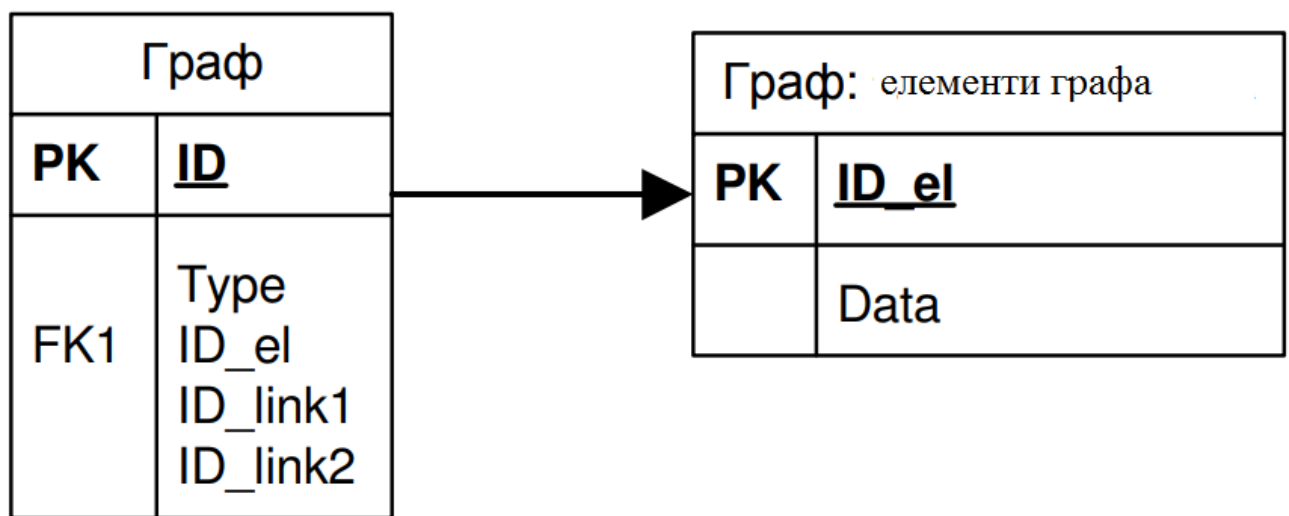 Граф
PK ID
Type
FK1 ID_el
ID_link1
ID_link2
Граф: елементи графа
PK ID_el
Data